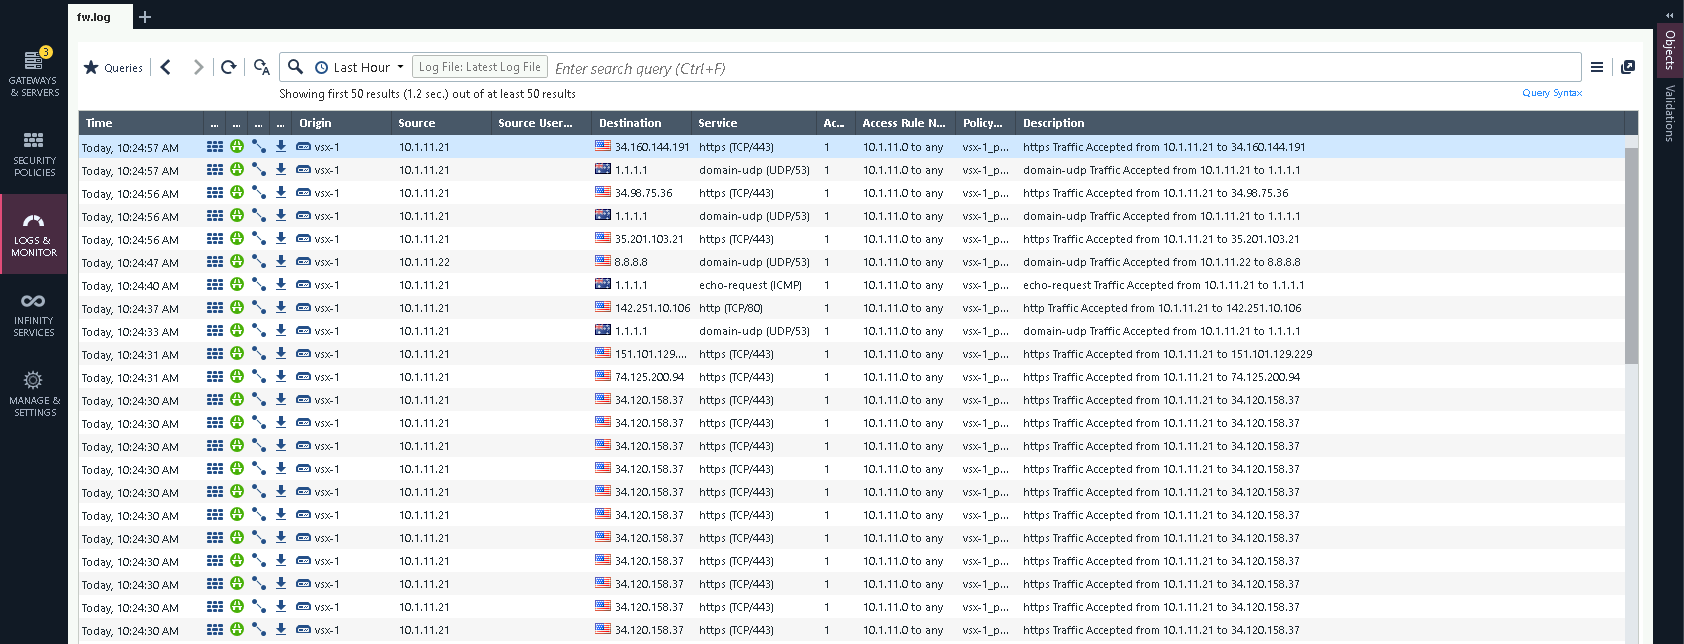 fw.log
3
GATEWAYS
& SERVERS
SECURITY
POLICIES
LOGS &
MONITOR
INFINITY
SERVICES
MANAGE &
SETTINGS
Queries
Last Hour
Log File: Latest Log File
Enter search query (Ctrl+F)
Showing first 50 results (1.2 sec.) out of at least 50 results
Query Syntax
Objects
Validations
Time ... ... ... ... Origin Source Source User... Destination Service Ac... Access Rule N... Policy... Description
Today, 10:24:57 AM vsx-1 10.1.11.21 34.160.144.191 https (TCP/443) 1 10.1.11.0 to any vsx-1_p... https Traffic Accepted from 10.1.11.21 to 34.160.144.191
Today, 10:24:57 AM vsx-1 10.1.11.21 1.1.1.1 domain-udp (UDP/53) 1 10.1.11.0 to any vsx-1_p... domain-udp Traffic Accepted from 10.1.11.21 to 1.1.1.1
Today, 10:24:56 AM vsx-1 10.1.11.21 34.98.75.36 https (TCP/443) 1 10.1.11.0 to any vsx-1_p... https Traffic Accepted from 10.1.11.21 to 34.98.75.36
Today, 10:24:56 AM vsx-1 10.1.11.21 1.1.1.1 domain-udp (UDP/53) 1 10.1.11.0 to any vsx-1_p... domain-udp Traffic Accepted from 10.1.11.21 to 1.1.1.1
Today, 10:24:56 AM vsx-1 10.1.11.21 35.201.103.21 https (TCP/443) 1 10.1.11.0 to any vsx-1_p... https Traffic Accepted from 10.1.11.21 to 35.201.103.21
Today, 10:24:47 AM vsx-1 10.1.11.22 8.8.8.8 domain-udp (UDP/53) 1 10.1.11.0 to any vsx-1_p... domain-udp Traffic Accepted from 10.1.11.22 to 8.8.8.8
Today, 10:24:40 AM vsx-1 10.1.11.21 1.1.1.1 echo-request (ICMP) 1 10.1.11.0 to any vsx-1_p... echo-request Traffic Accepted from 10.1.11.21 to 1.1.1.1
Today, 10:24:37 AM vsx-1 10.1.11.21 142.251.10.106 http (TCP/80) 1 10.1.11.0 to any vsx-1_p... http Traffic Accepted from 10.1.11.21 to 142.251.10.106
Today, 10:24:33 AM vsx-1 10.1.11.21 1.1.1.1 domain-udp (UDP/53) 1 10.1.11.0 to any vsx-1_p... domain-udp Traffic Accepted from 10.1.11.21 to 1.1.1.1
Today, 10:24:31 AM vsx-1 10.1.11.21 151.101.129.... https (TCP/443) 1 10.1.11.0 to any vsx-1_p... https Traffic Accepted from 10.1.11.21 to 151.101.129.229
Today, 10:24:31 AM vsx-1 10.1.11.21 74.125.200.94 https (TCP/443) 1 10.1.11.0 to any vsx-1_p... https Traffic Accepted from 10.1.11.21 to 74.125.200.94
Today, 10:24:30 AM vsx-1 10.1.11.21 34.120.158.37 https (TCP/443) 1 10.1.11.0 to any vsx-1_p... https Traffic Accepted from 10.1.11.21 to 34.120.158.37
Today, 10:24:30 AM vsx-1 10.1.11.21 34.120.158.37 https (TCP/443) 1 10.1.11.0 to any vsx-1_p... https Traffic Accepted from 10.1.11.21 to 34.120.158.37
Today, 10:24:30 AM vsx-1 10.1.11.21 34.120.158.37 https (TCP/443) 1 10.1.11.0 to any vsx-1_p... https Traffic Accepted from 10.1.11.21 to 34.120.158.37
Today, 10:24:30 AM vsx-1 10.1.11.21 34.120.158.37 https (TCP/443) 1 10.1.11.0 to any vsx-1_p... https Traffic Accepted from 10.1.11.21 to 34.120.158.37
Today, 10:24:30 AM vsx-1 10.1.11.21 34.120.158.37 https (TCP/443) 1 10.1.11.0 to any vsx-1_p... https Traffic Accepted from 10.1.11.21 to 34.120.158.37
Today, 10:24:30 AM vsx-1 10.1.11.21 34.120.158.37 https (TCP/443) 1 10.1.11.0 to any vsx-1_p... https Traffic Accepted from 10.1.11.21 to 34.120.158.37
Today, 10:24:30 AM vsx-1 10.1.11.21 34.120.158.37 https (TCP/443) 1 10.1.11.0 to any vsx-1_p... https Traffic Accepted from 10.1.11.21 to 34.120.158.37
Today, 10:24:30 AM vsx-1 10.1.11.21 34.120.158.37 https (TCP/443) 1 10.1.11.0 to any vsx-1_p... https Traffic Accepted from 10.1.11.21 to 34.120.158.37
Today, 10:24:30 AM vsx-1 10.1.11.21 34.120.158.37 https (TCP/443) 1 10.1.11.0 to any vsx-1_p... https Traffic Accepted from 10.1.11.21 to 34.120.158.37
Today, 10:24:30 AM vsx-1 10.1.11.21 34.120.158.37 https (TCP/443) 1 10.1.11.0 to any vsx-1_p... https Traffic Accepted from 10.1.11.21 to 34.120.158.37
Today, 10:24:30 AM vsx-1 10.1.11.21 34.120.158.37 https (TCP/443) 1 10.1.11.0 to any vsx-1_p... https Traffic Accepted from 10.1.11.21 to 34.120.158.37